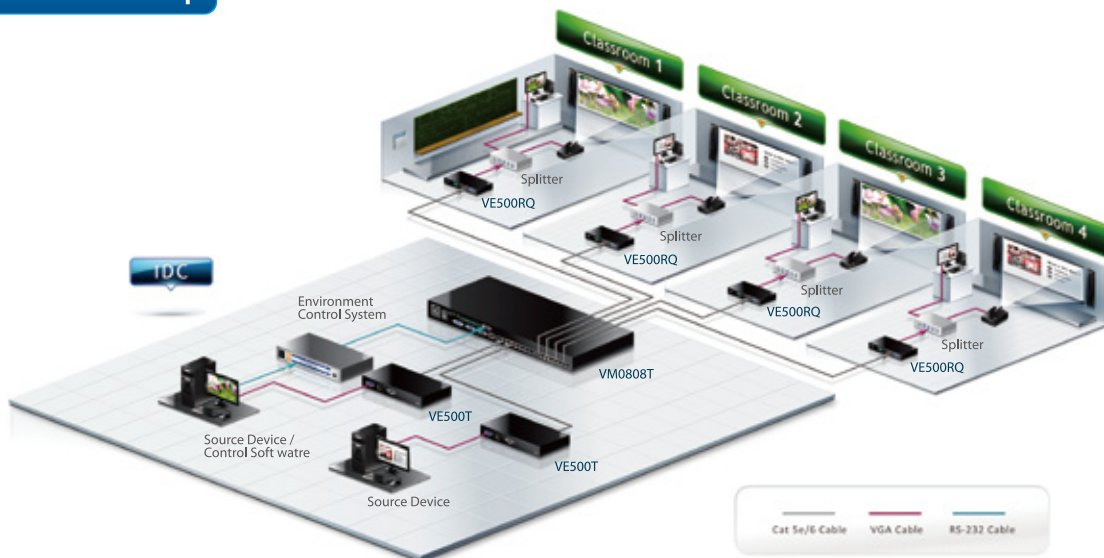 Classroom 1
Classroom 2
Classroom 3
Classroom 4
Splitter
VE500RQ
Splitter
VE500RQ
Splitter
VE500RQ
Splitter
VE500RQ
IDC
Environment
Control System
VM0808T
VE500T
VE500T
Source Device /
Control Soft watre
Source Device
Cat 5e/6 Cable
VGA Cable
RS-232 Cable